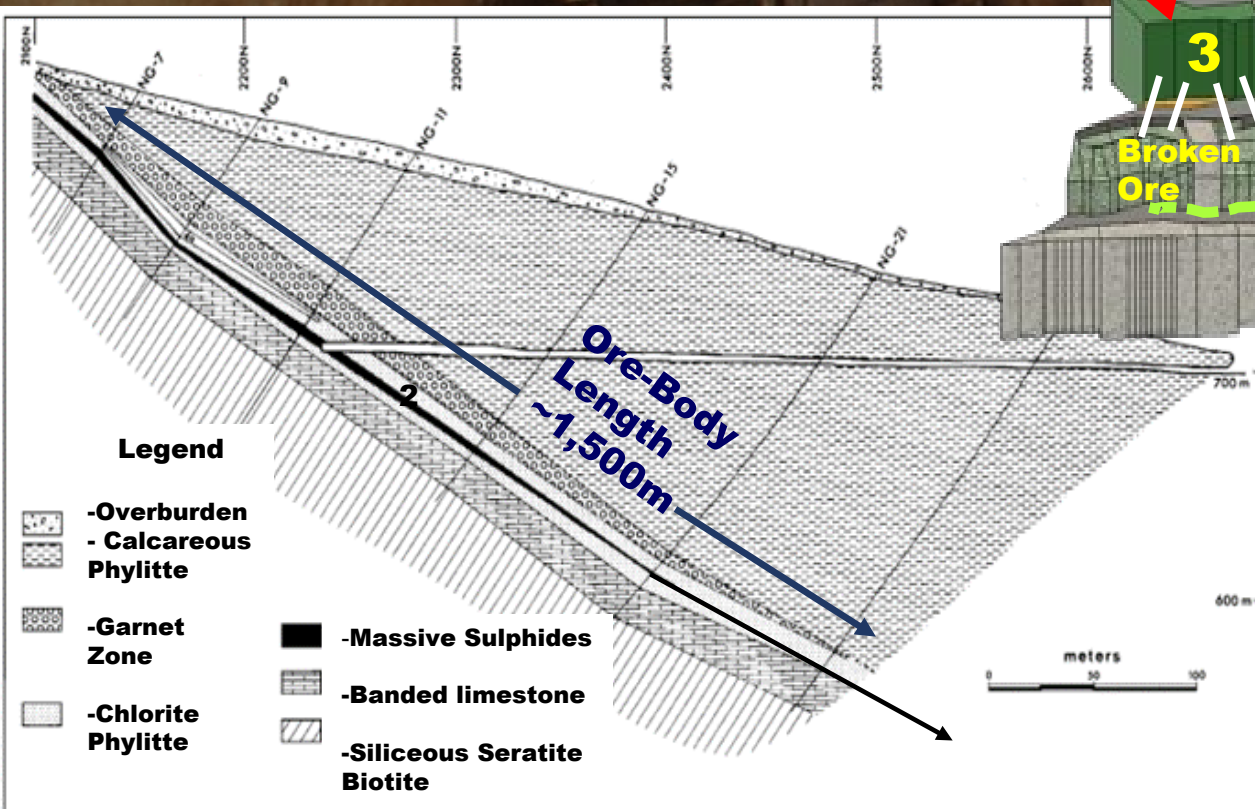 2100N
2200N
2300N
2400N
2500N
2600N
NG-7
NG-9
NG-11
NG-15
NG-21
3
Broken
Ore
Ore-Body
Length
~1,500m
2
700 m
600 m
meters
0 50 100
Legend
-Overburden
- Calcareous
Phylitte
-Garnet
Zone
-Chlorite
Phylitte
-Massive Sulphides
-Banded limestone
-Siliceous Seratite
Biotite